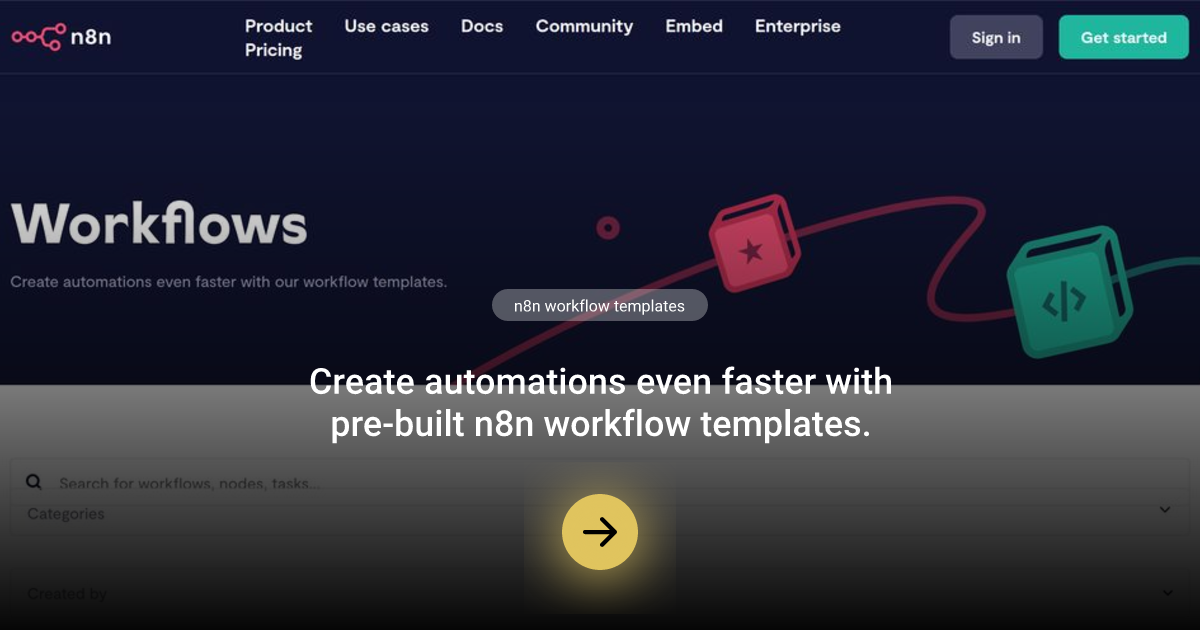 n8n
Product
Use cases
Docs
Community
Embed
Enterprise
Pricing
Sign in
Get started
Workflows
Create automations even faster with our workflow templates.
n8n workflow templates
Create automations even faster with
pre-built n8n workflow templates.
Search for workflows, nodes, tasks...
Categories
Created by